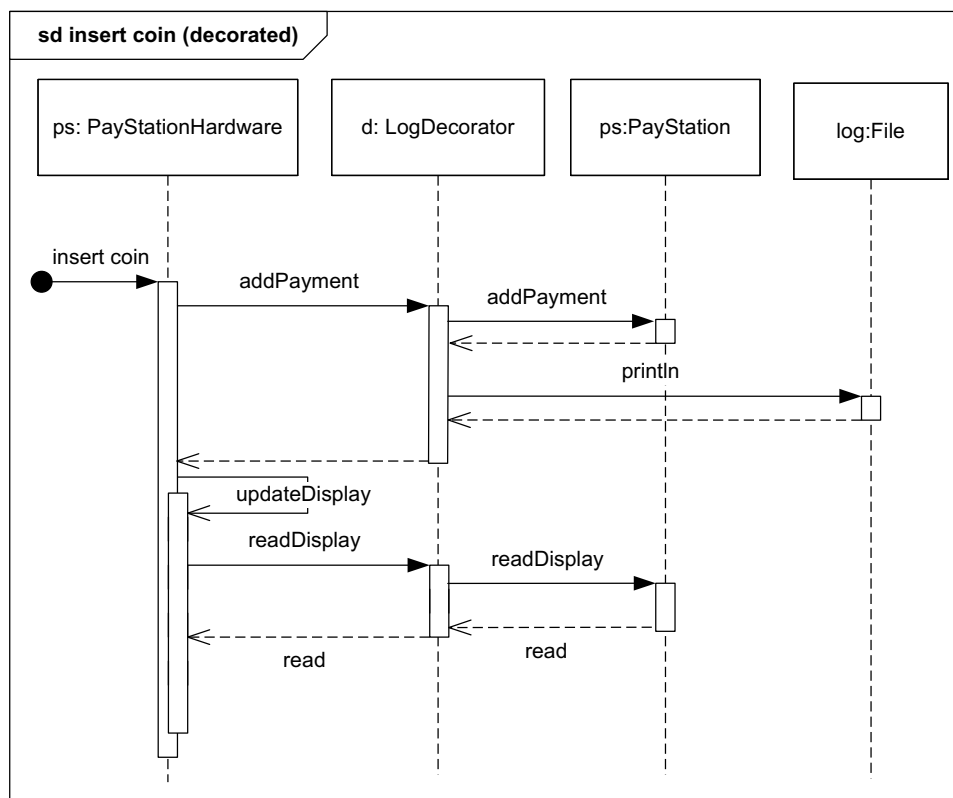 sd insert coin (decorated)
ps: PayStationHardware
d: LogDecorator
ps:PayStation
log:File
insert coin
addPayment
addPayment
println
updateDisplay
readDisplay
readDisplay
read
read